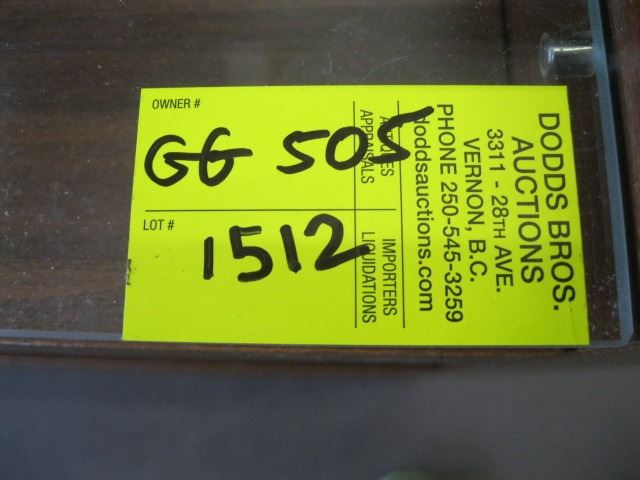 OWNER #
GG 505
LOT #
1512
DODDS BROS.
AUCTIONS
3311 - 28TH AVE.
VERNON, B.C.
PHONE 250-545-3259
doddsauctions.com
ANTIQUES IMPORTERS
APPRAISALS LIQUIDATIONS